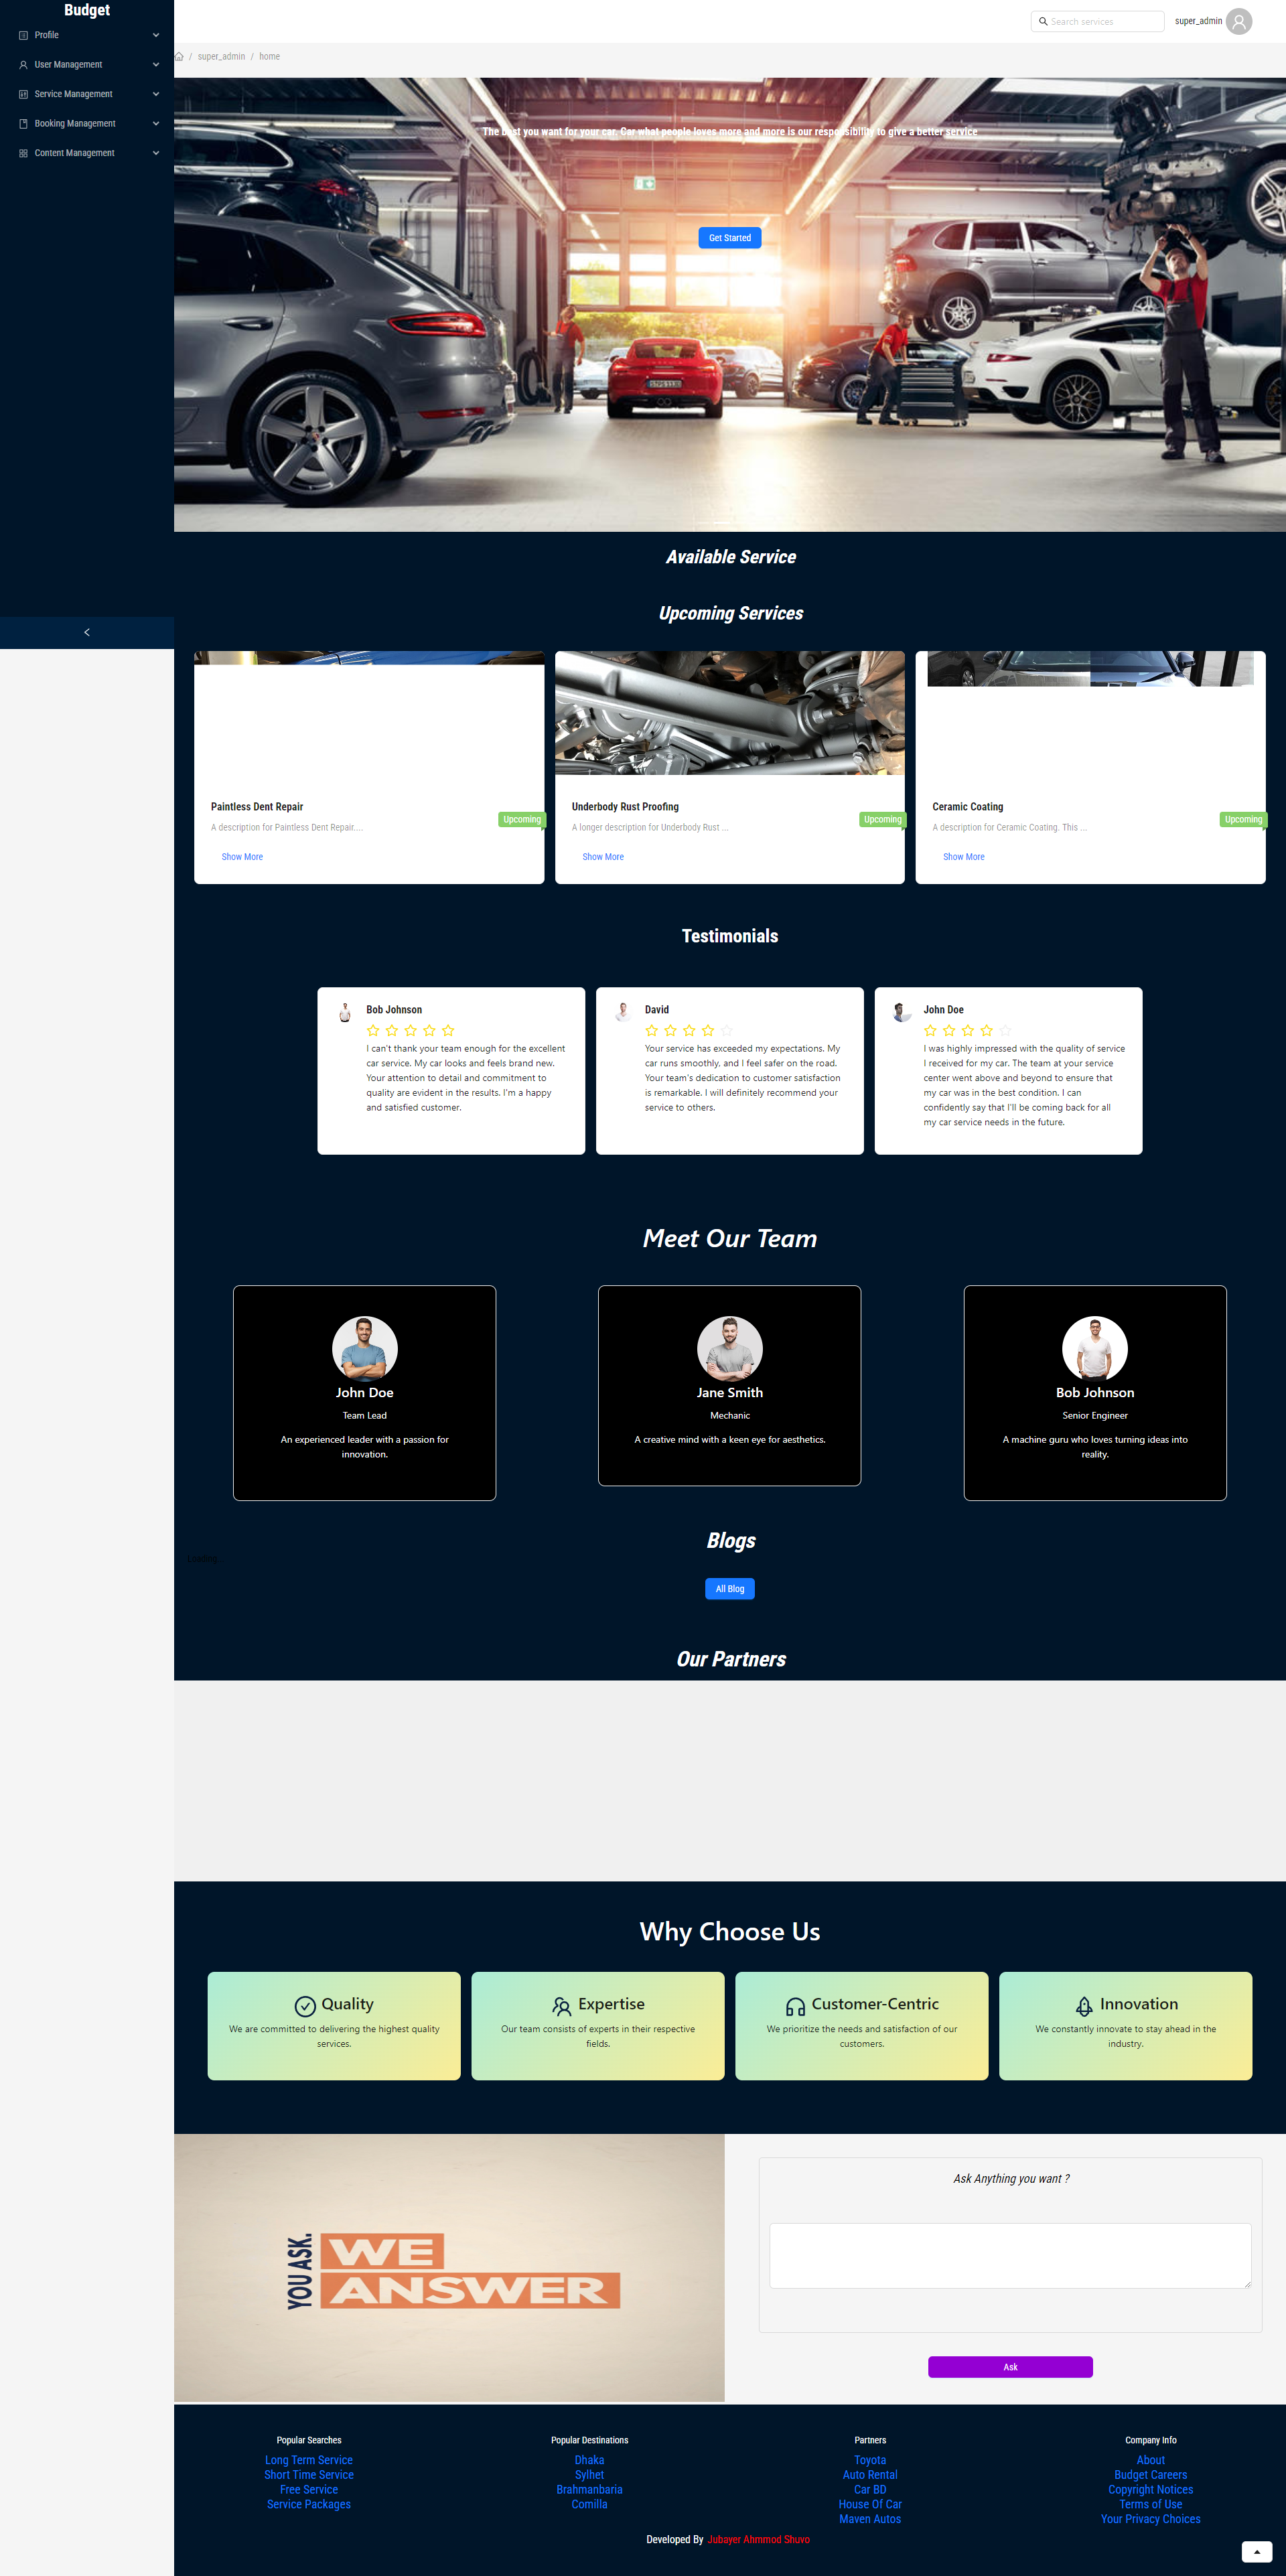 Budget
Profile
User Management
Service Management
Booking Management
Content Management
Search services
super_admin
/ super_admin / home
The best you want for your car. Car what people loves more and more is our responsibility to give a better service
Get Started
Available Service
Upcoming Services
Paintless Dent Repair
Upcoming
A description for Paintless Dent Repair....
Show More
Underbody Rust Proofing
Upcoming
A longer description for Underbody Rust ...
Show More
Ceramic Coating
Upcoming
A description for Ceramic Coating. This ...
Show More
Testimonials
Bob Johnson
I can't thank your team enough for the excellent
car service. My car looks and feels brand new.
Your attention to detail and commitment to
quality are evident in the results. I'm a happy
and satisfied customer.
David
Your service has exceeded my expectations. My
car runs smoothly, and I feel safer on the road.
Your team's dedication to customer satisfaction
is remarkable. I will definitely recommend your
service to others.
John Doe
I was highly impressed with the quality of service
I received for my car. The team at your service
center went above and beyond to ensure that
my car was in the best condition. I can
confidently say that I'll be coming back for all
my car service needs in the future.
Meet Our Team
John Doe
Team Lead
An experienced leader with a passion for
innovation.
Jane Smith
Mechanic
A creative mind with a keen eye for aesthetics.
Bob Johnson
Senior Engineer
A machine guru who loves turning ideas into
reality.
Blogs
Loading...
All Blog
Our Partners
Why Choose Us
Quality
We are committed to delivering the highest quality
services.
Expertise
Our team consists of experts in their respective
fields.
Customer-Centric
We prioritize the needs and satisfaction of our
customers.
Innovation
We constantly innovate to stay ahead in the
industry.
YOU ASK.
WE
ANSWER
Ask Anything you want ?
Ask
Popular Searches
Long Term Service
Short Time Service
Free Service
Service Packages
Popular Destinations
Dhaka
Sylhet
Brahmanbaria
Comilla
Partners
Toyota
Auto Rental
Car BD
House Of Car
Maven Autos
Company Info
About
Budget Careers
Copyright Notices
Terms of Use
Your Privacy Choices
Developed By Jubayer Ahmmod Shuvo